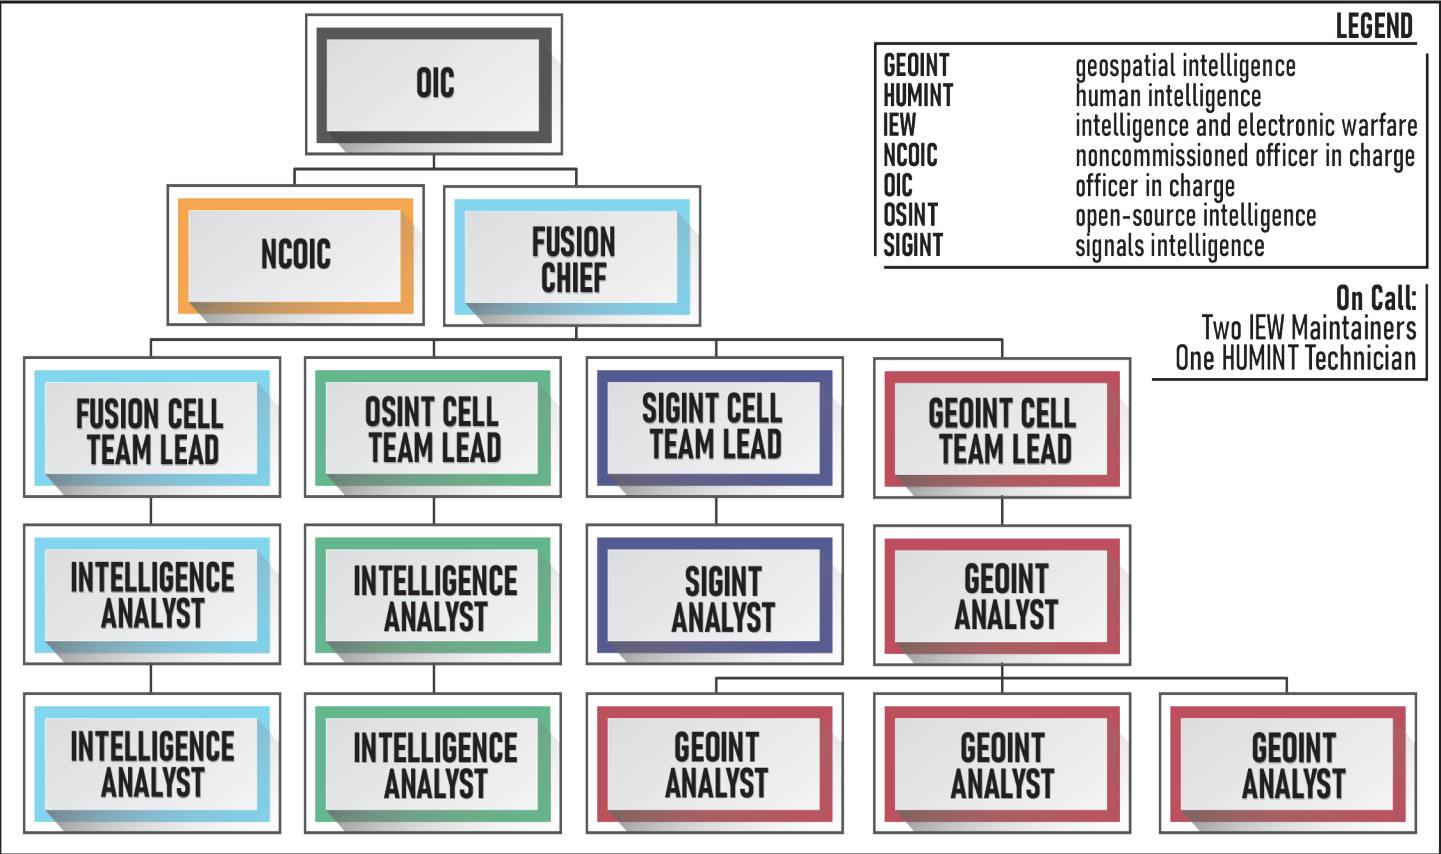 OIC
LEGEND
GEOINT geospatial intelligence
HUMINT human intelligence
IEW intelligence and electronic warfare
NCOIC noncommissioned officer in charge
OIC officer in charge
OSINT open-source intelligence
SIGINT signals intelligence
On Call:
Two IEW Maintainers
One HUMINT Technician
NCOIC
FUSION
CHIEF
FUSION CELL
TEAM LEAD
OSINT CELL
TEAM LEAD
SIGINT CELL
TEAM LEAD
GEOINT CELL
TEAM LEAD
INTELLIGENCE
ANALYST
INTELLIGENCE
ANALYST
SIGINT
ANALYST
GEOINT
ANALYST
INTELLIGENCE
ANALYST
INTELLIGENCE
ANALYST
GEOINT
ANALYST
GEOINT
ANALYST
GEOINT
ANALYST